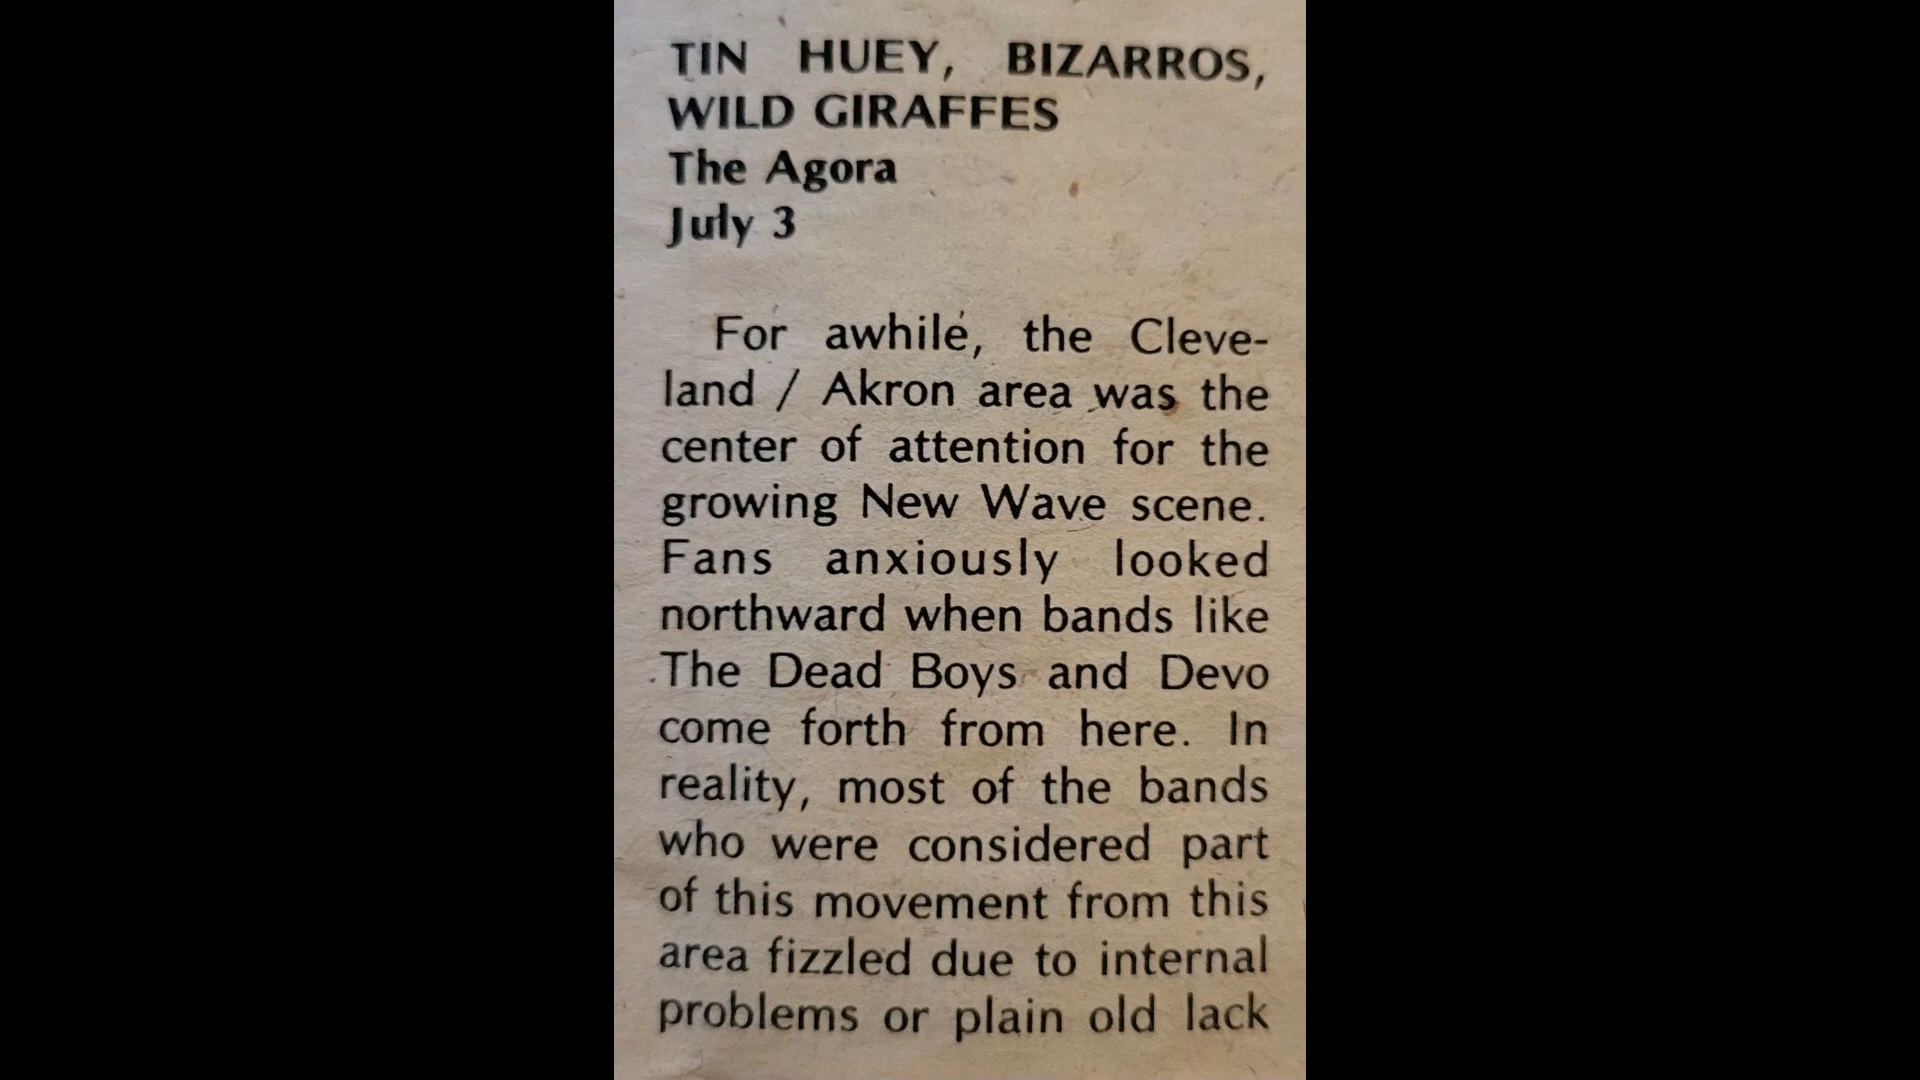 TIN HUEY, BIZARROS,
WILD GIRAFFES
The Agora
July 3
For awhile, the Cleve-
land / Akron area was the
center of attention for the
growing New Wave scene.
Fans anxiously looked
northward when bands like
The Dead Boys and Devo
come forth from here. In
reality, most of the bands
who were considered part
of this movement from this
area fizzled due to internal
problems or plain old lack